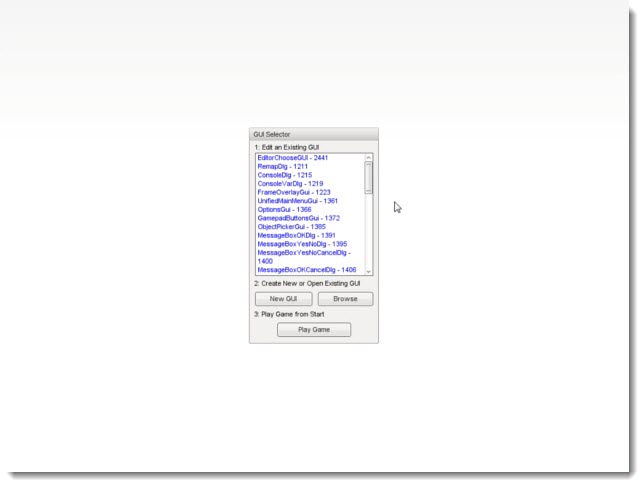 GUI Selector
1: Edit an Existing GUI
EditorChooseGUI - 2441
RemapDlg - 1211
ConsoleDlg - 1215
ConsoleVarDlg - 1219
FrameOverlayGui - 1223
UnifiedMainMenuGui - 1361
OptionsGui - 1366
GamepadButtonsGui - 1372
ObjectPickerGui - 1385
MessageBoxOKDlg - 1391
MessageBoxYesNoDlg - 1395
MessageBoxYesNoCancelDlg -
1400
MessageBoxOKCancelDlg - 1406
2: Create New or Open Existing GUI
New GUI Browse
3: Play Game from Start
Play Game